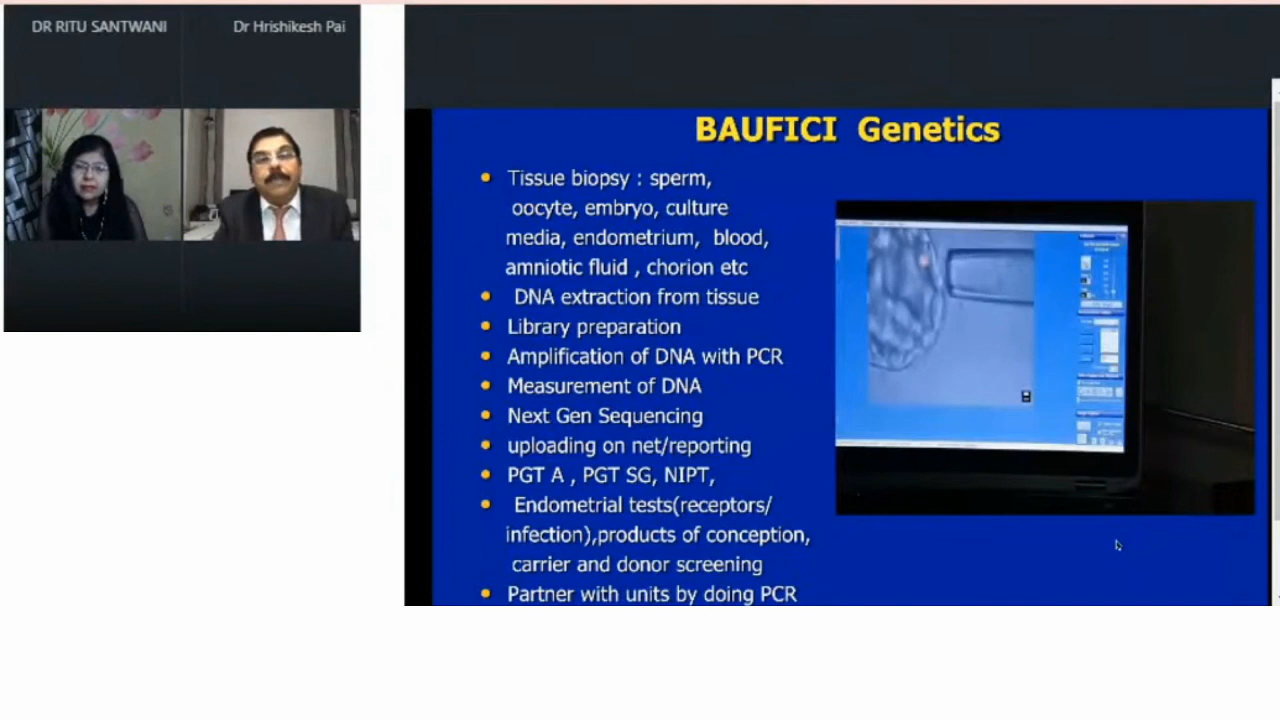 DR RITU SANTWANI
Dr Hrishikesh Pai
BAUFICI Genetics
Tissue biopsy : sperm,
oocyte, embryo, culture
media, endometrium, blood,
amniotic fluid , chorion etc
DNA extraction from tissue
Library preparation
Amplification of DNA with PCR
Measurement of DNA
Next Gen Sequencing
uploading on net/reporting
PGT A , PGT SG, NIPT,
Endometrial tests(receptors/
infection),products of conception,
carrier and donor screening
Partner with units by doing PCR